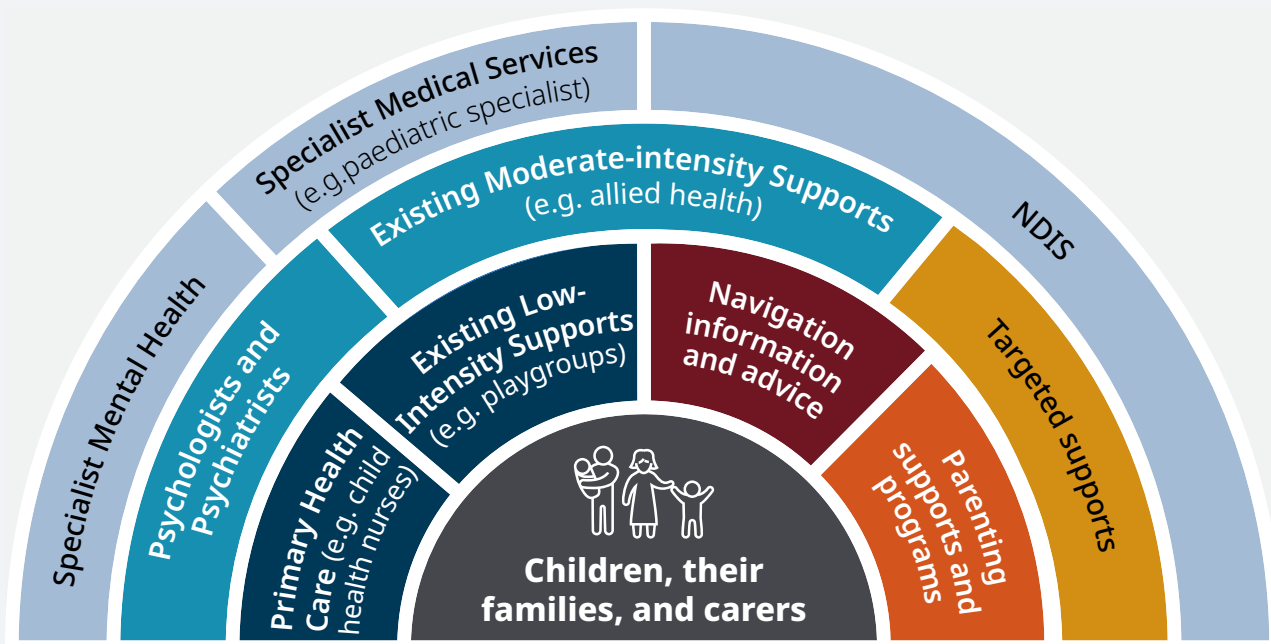 Specialist Mental Health
Specialist Medical Services
(e.g.paediatric specialist)
NDIS
Psychologists and
Psychiatrists
Existing Moderate-intensity Supports
(e.g. allied health)
Targeted supports
Primary Health
Care (e.g. child
health nurses)
Existing Low-
Intensity Supports
(e.g. playgroups)
Navigation
information
and advice
Parenting
supports and
programs
Children, their
families, and carers